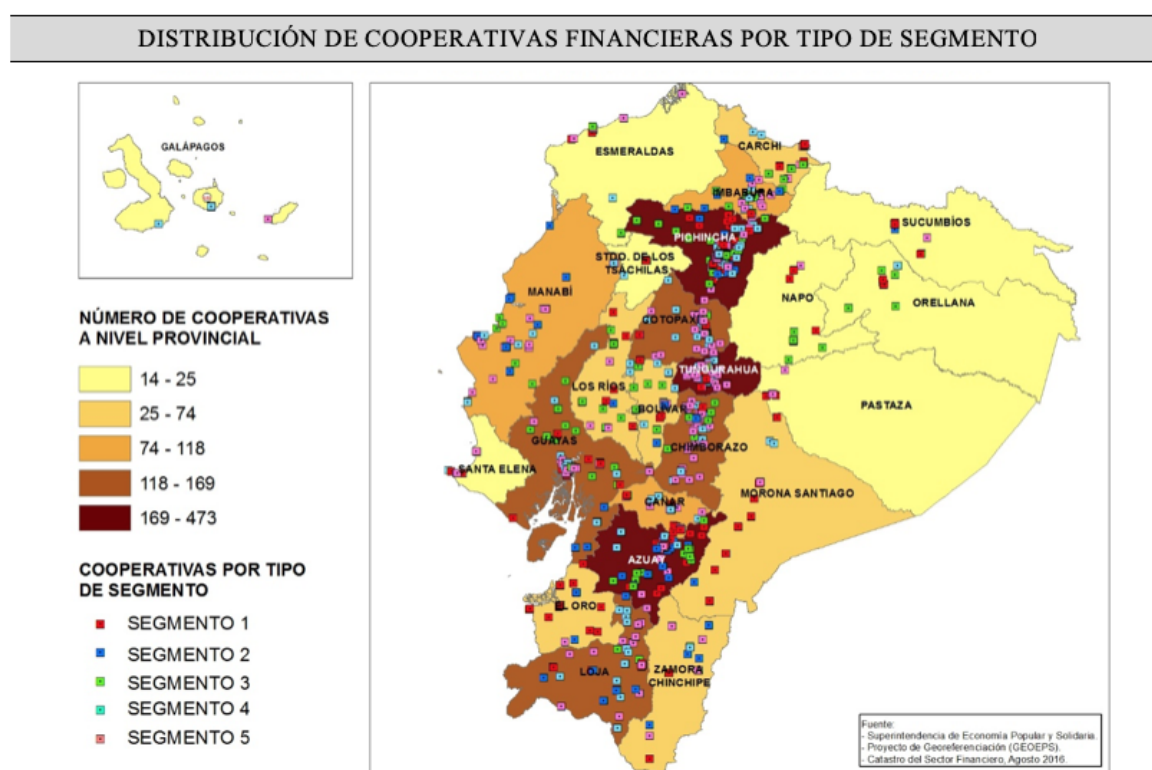 DISTRIBUCIÓN DE COOPERATIVAS FINANCIERAS POR TIPO DE SEGMENTO
GALÁPAGOS
NÚMERO DE COOPERATIVAS
A NIVEL PROVINCIAL
14 - 25
25 - 74
74 - 118
118 - 169
169 - 473
COOPERATIVAS POR TIPO
DE SEGMENTO
SEGMENTO 1
SEGMENTO 2
SEGMENTO 3
SEGMENTO 4
SEGMENTO 5
ESMERALDAS
CARCHI
IMBABURA
SUCUMBÍOS
PICHINCHA
STDO. DE LOS
TSÁCHILAS
MANABÍ
NAPO
ORELLANA
COTOPAXI
TUNGURAHUA
LOS RÍOS
PASTAZA
BOLÍVAR
GUAYAS
CHIMBORAZO
SANTA ELENA
MORONA SANTIAGO
CAÑAR
AZUAY
EL ORO
LOJA
ZAMORA
CHINCHIPE
Fuente:
- Superintendencia de Economía Popular y Solidaria.
- Proyecto de Georeferenciación (GEOEPS).
- Catastro del Sector Financiero, Agosto 2016.